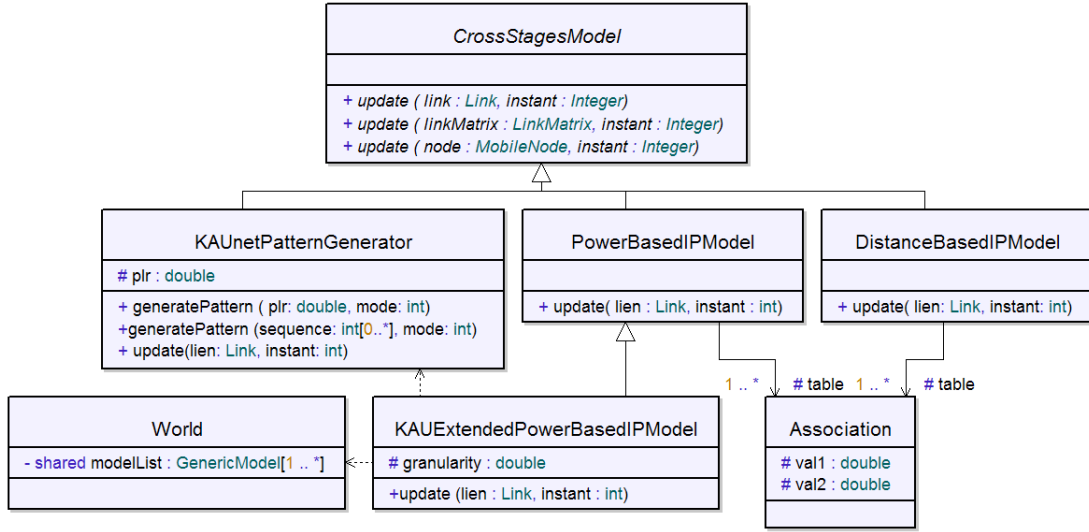 CrossStagesModel
+ update ( link : Link, instant : Integer)
+ update ( linkMatrix : LinkMatrix, instant : Integer)
+ update ( node : MobileNode, instant : Integer)
KAUnetPatternGenerator
# plr : double
+ generatePattern ( plr: double, mode: int)
+generatePattern (sequence: int[0..*], mode: int)
+ update(lien: Link, instant: int)
PowerBasedIPModel
+ update( lien : Link, instant : int)
DistanceBasedIPModel
+ update( lien: Link, instant: int)
1 .. *
# table
1 .. *
# table
World
- shared modelList : GenericModel[1 .. *]
KAUExtendedPowerBasedIPModel
# granularity : double
+update (lien : Link, instant : int)
Association
# val1 : double
# val2 : double